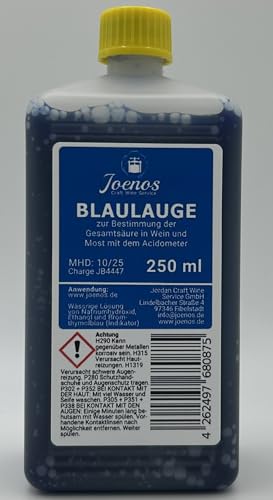 Joenos
Craft Wine Service
BLAULAUGE
zur Bestimmung der
Gesamtsäure in Wein und
Most mit dem Acidometer
MHD: 10/25
Charge JB4447
250 ml
Anwendung:
www.joenos.de
Wässrige Lösung
von Natriumhydroxid,
Ethanol und Brom-
thymolblau (Indikator)
Jordan Craft Wine
Service GmbH
Lindelbacher Straße 4
97346 Eibelstadt
info@joenos.de
www.joenos.de
Achtung
H290 Kann
gegenüber Metallen
korrosiv sein. H315
Verursacht Haut-
reizungen. H1319
Verursacht schwere Augen-
reizung. P280 Schutzhand-
schuhe und Augenschutz tragen.
P302 + P352 BEI KONTAKT MIT
DER HAUT: Mit viel Wasser und
Seife waschen. P305 + P351 +
P338 BEI KONTAKT MIT DEN
AUGEN: Einige Minuten lang be-
hutsam mit Wasser spülen. Vor-
handene Kontaktlinsen nach
Möglichkeit entfernen. Weiter
spülen.
4 262497 680875